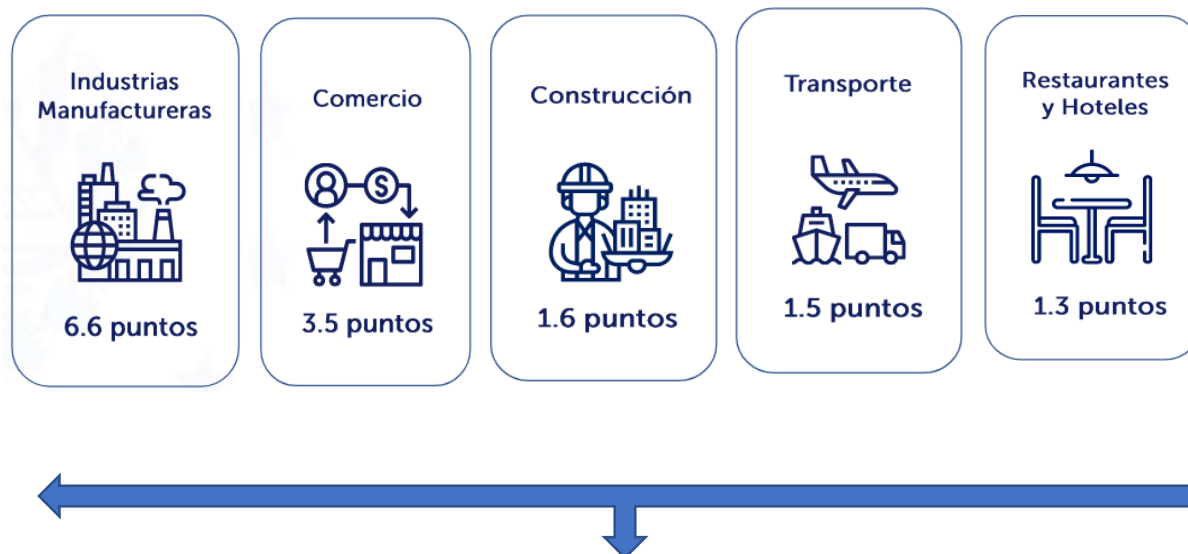 Industrias
Manufactureras
6.6 puntos
Comercio
$
3.5 puntos
Construcción
1.6 puntos
Transporte
1.5 puntos
Restaurantes
y Hoteles
1.3 puntos